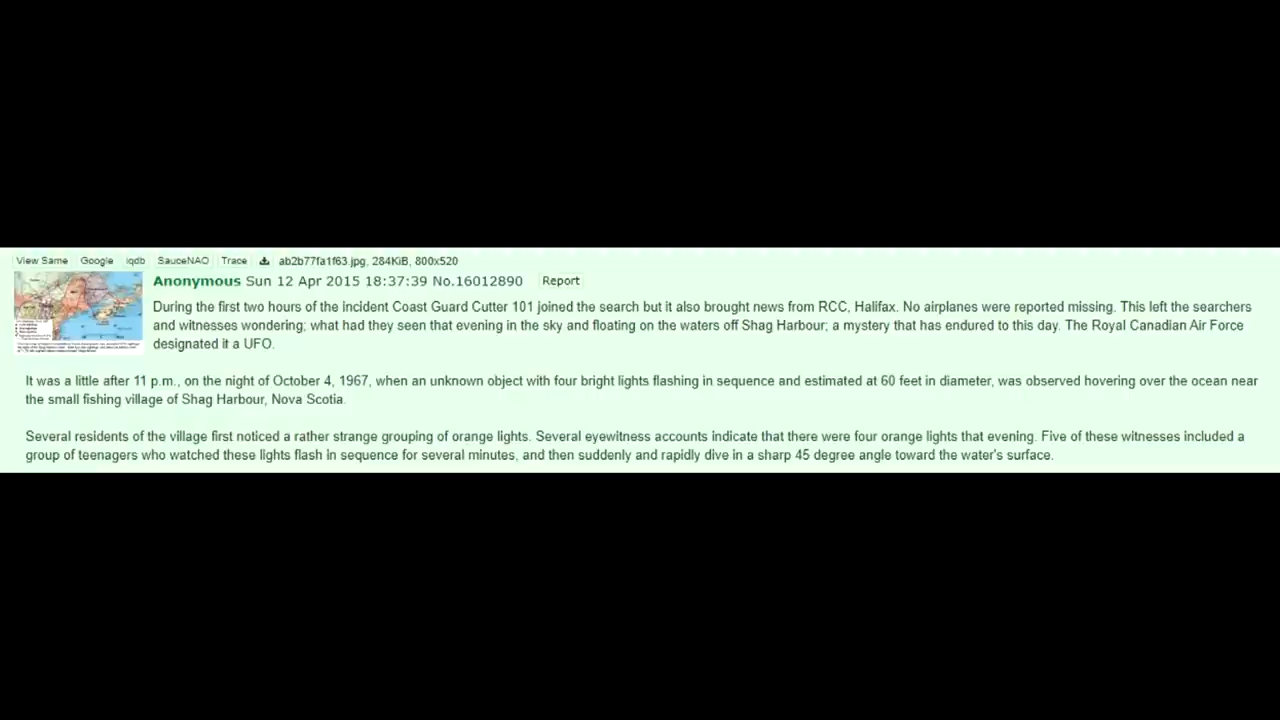 View Same Google iqdb SauceNAO Trace ab2b77fa1f63.jpg, 284KiB, 800x520
Anonymous Sun 12 Apr 2015 18:37:39 No.16012890 Report
During the first two hours of the incident Coast Guard Cutter 101 joined the search but it also brought news from RCC, Halifax. No airplanes were reported missing. This left the searchers
and witnesses wondering; what had they seen that evening in the sky and floating on the waters off Shag Harbour; a mystery that has endured to this day. The Royal Canadian Air Force
designated it a UFO.
It was a little after 11 p.m., on the night of October 4, 1967, when an unknown object with four bright lights flashing in sequence and estimated at 60 feet in diameter, was observed hovering over the ocean near
the small fishing village of Shag Harbour, Nova Scotia.
Several residents of the village first noticed a rather strange grouping of orange lights. Several eyewitness accounts indicate that there were four orange lights that evening. Five of these witnesses included a
group of teenagers who watched these lights flash in sequence for several minutes, and then suddenly and rapidly dive in a sharp 45 degree angle toward the water's surface.